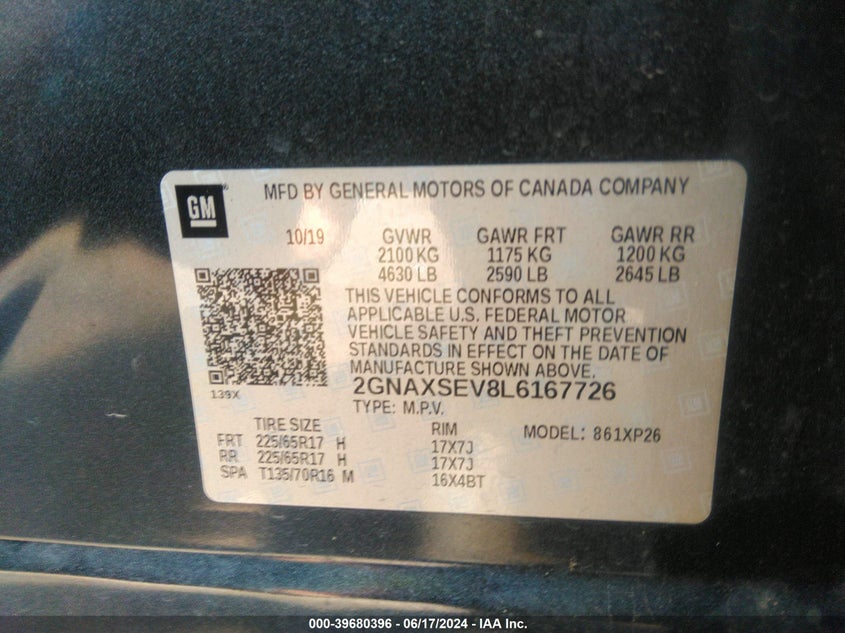 MFD BY GENERAL MOTORS OF CANADA COMPANY
GM
10/19 GVWR GAWR FRT GAWR RR
2100 KG 1175 KG 1200 KG
4630 LB 2590 LB 2645 LB
THIS VEHICLE CONFORMS TO ALL
APPLICABLE U.S. FEDERAL MOTOR
VEHICLE SAFETY AND THEFT PREVENTION
STANDARDS IN EFFECT ON THE DATE OF
MANUFACTURE SHOWN ABOVE.
139X
2GNAXSEV8L6167726
TYPE: M.P.V.
TIRE SIZE RIM MODEL: 861XP26
FRT 225/65R17 H 17X7J
RR 225/65R17 H 17X7J
SPA T135/70R16 M 16X4BT
000-39680396 - 06/17/2024 - IAA Inc.